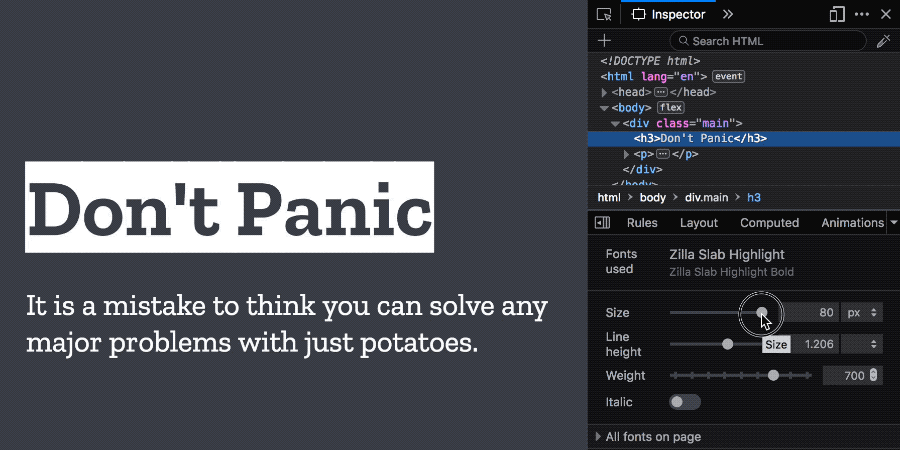 Don't Panic
It is a mistake to think you can solve any
major problems with just potatoes.
Inspector
Search HTML
<!DOCTYPE html>
<html lang="en"> event
<head> ··· </head>
<body> flex
<div class="main">
<h3>Don't Panic</h3>
<p> ··· </p>
</div>
</body>
html body div.main h3
Rules Layout Computed Animations
Fonts used
Zilla Slab Highlight
Zilla Slab Highlight Bold
Size 80 px
Line height Size 1.206
Weight 700
Italic
All fonts on page